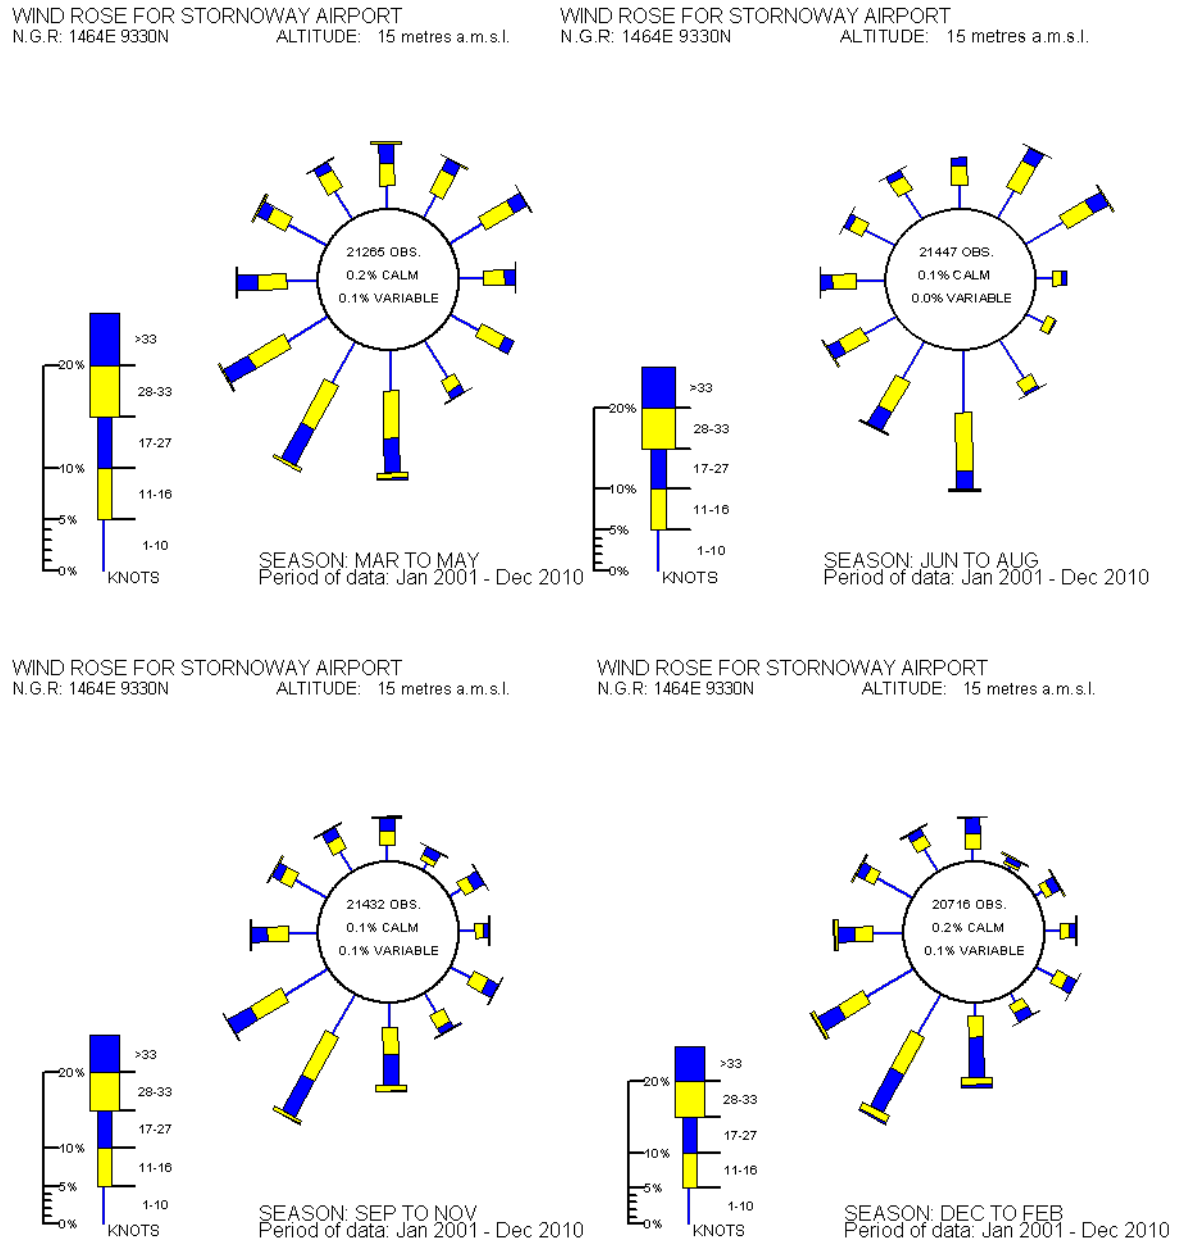 WIND ROSE FOR STORNOWAY AIRPORT
N.G.R: 1464E 9330N ALTITUDE: 15 metres a.m.s.l.
21265 OBS.
0.2% CALM
0.1% VARIABLE
>33
20%
28-33
17-27
10%
11-16
5%
1-10
0%
KNOTS
SEASON: MAR TO MAY
Period of data: Jan 2001 - Dec 2010
WIND ROSE FOR STORNOWAY AIRPORT
N.G.R: 1464E 9330N ALTITUDE: 15 metres a.m.s.l.
21447 OBS.
0.1% CALM
0.0% VARIABLE
>33
20%
28-33
17-27
10%
11-16
5%
1-10
0%
KNOTS
SEASON: JUN TO AUG
Period of data: Jan 2001 - Dec 2010
WIND ROSE FOR STORNOWAY AIRPORT
N.G.R: 1464E 9330N ALTITUDE: 15 metres a.m.s.l.
21432 OBS.
0.1% CALM
0.1% VARIABLE
>33
20%
28-33
17-27
10%
11-16
5%
1-10
0%
KNOTS
SEASON: SEP TO NOV
Period of data: Jan 2001 - Dec 2010
WIND ROSE FOR STORNOWAY AIRPORT
N.G.R: 1464E 9330N ALTITUDE: 15 metres a.m.s.l.
20716 OBS.
0.2% CALM
0.1% VARIABLE
>33
20%
28-33
17-27
10%
11-16
5%
1-10
0%
KNOTS
SEASON: DEC TO FEB
Period of data: Jan 2001 - Dec 2010